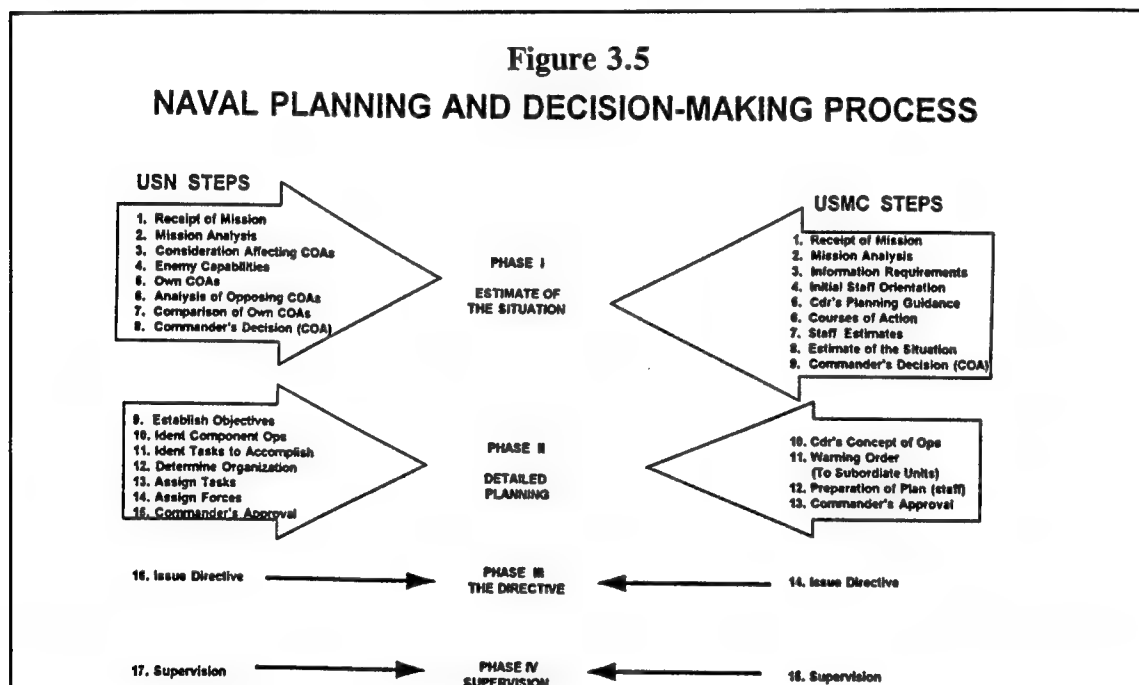 Figure 3.5
NAVAL PLANNING AND DECISION-MAKING PROCESS
USN STEPS
1. Receipt of Mission
2. Mission Analysis
3. Consideration Affecting COAs
4. Enemy Capabilities
5. Own COAs
6. Analysis of Opposing COAs
7. Comparison of Own COAs
8. Commander's Decision (COA)
PHASE I
ESTIMATE OF
THE SITUATION
USMC STEPS
1. Receipt of Mission
2. Mission Analysis
3. Information Requirements
4. Initial Staff Orientation
5. Cdr's Planning Guidance
6. Courses of Action
7. Staff Estimates
8. Estimate of the Situation
9. Commander's Decision (COA)
9. Establish Objectives
10. Ident Component Ops
11. Ident Tasks to Accomplish
12. Determine Organization
13. Assign Tasks
14. Assign Forces
15. Commander's Approval
PHASE II
DETAILED
PLANNING
10. Cdr's Concept of Ops
11. Warning Order
(To Subordiate Units)
12. Preparation of Plan (staff)
13. Commander's Approval
16. Issue Directive
PHASE III
THE DIRECTIVE
14. Issue Directive
17. Supervision
PHASE IV
SUPERVISION
15. Supervision